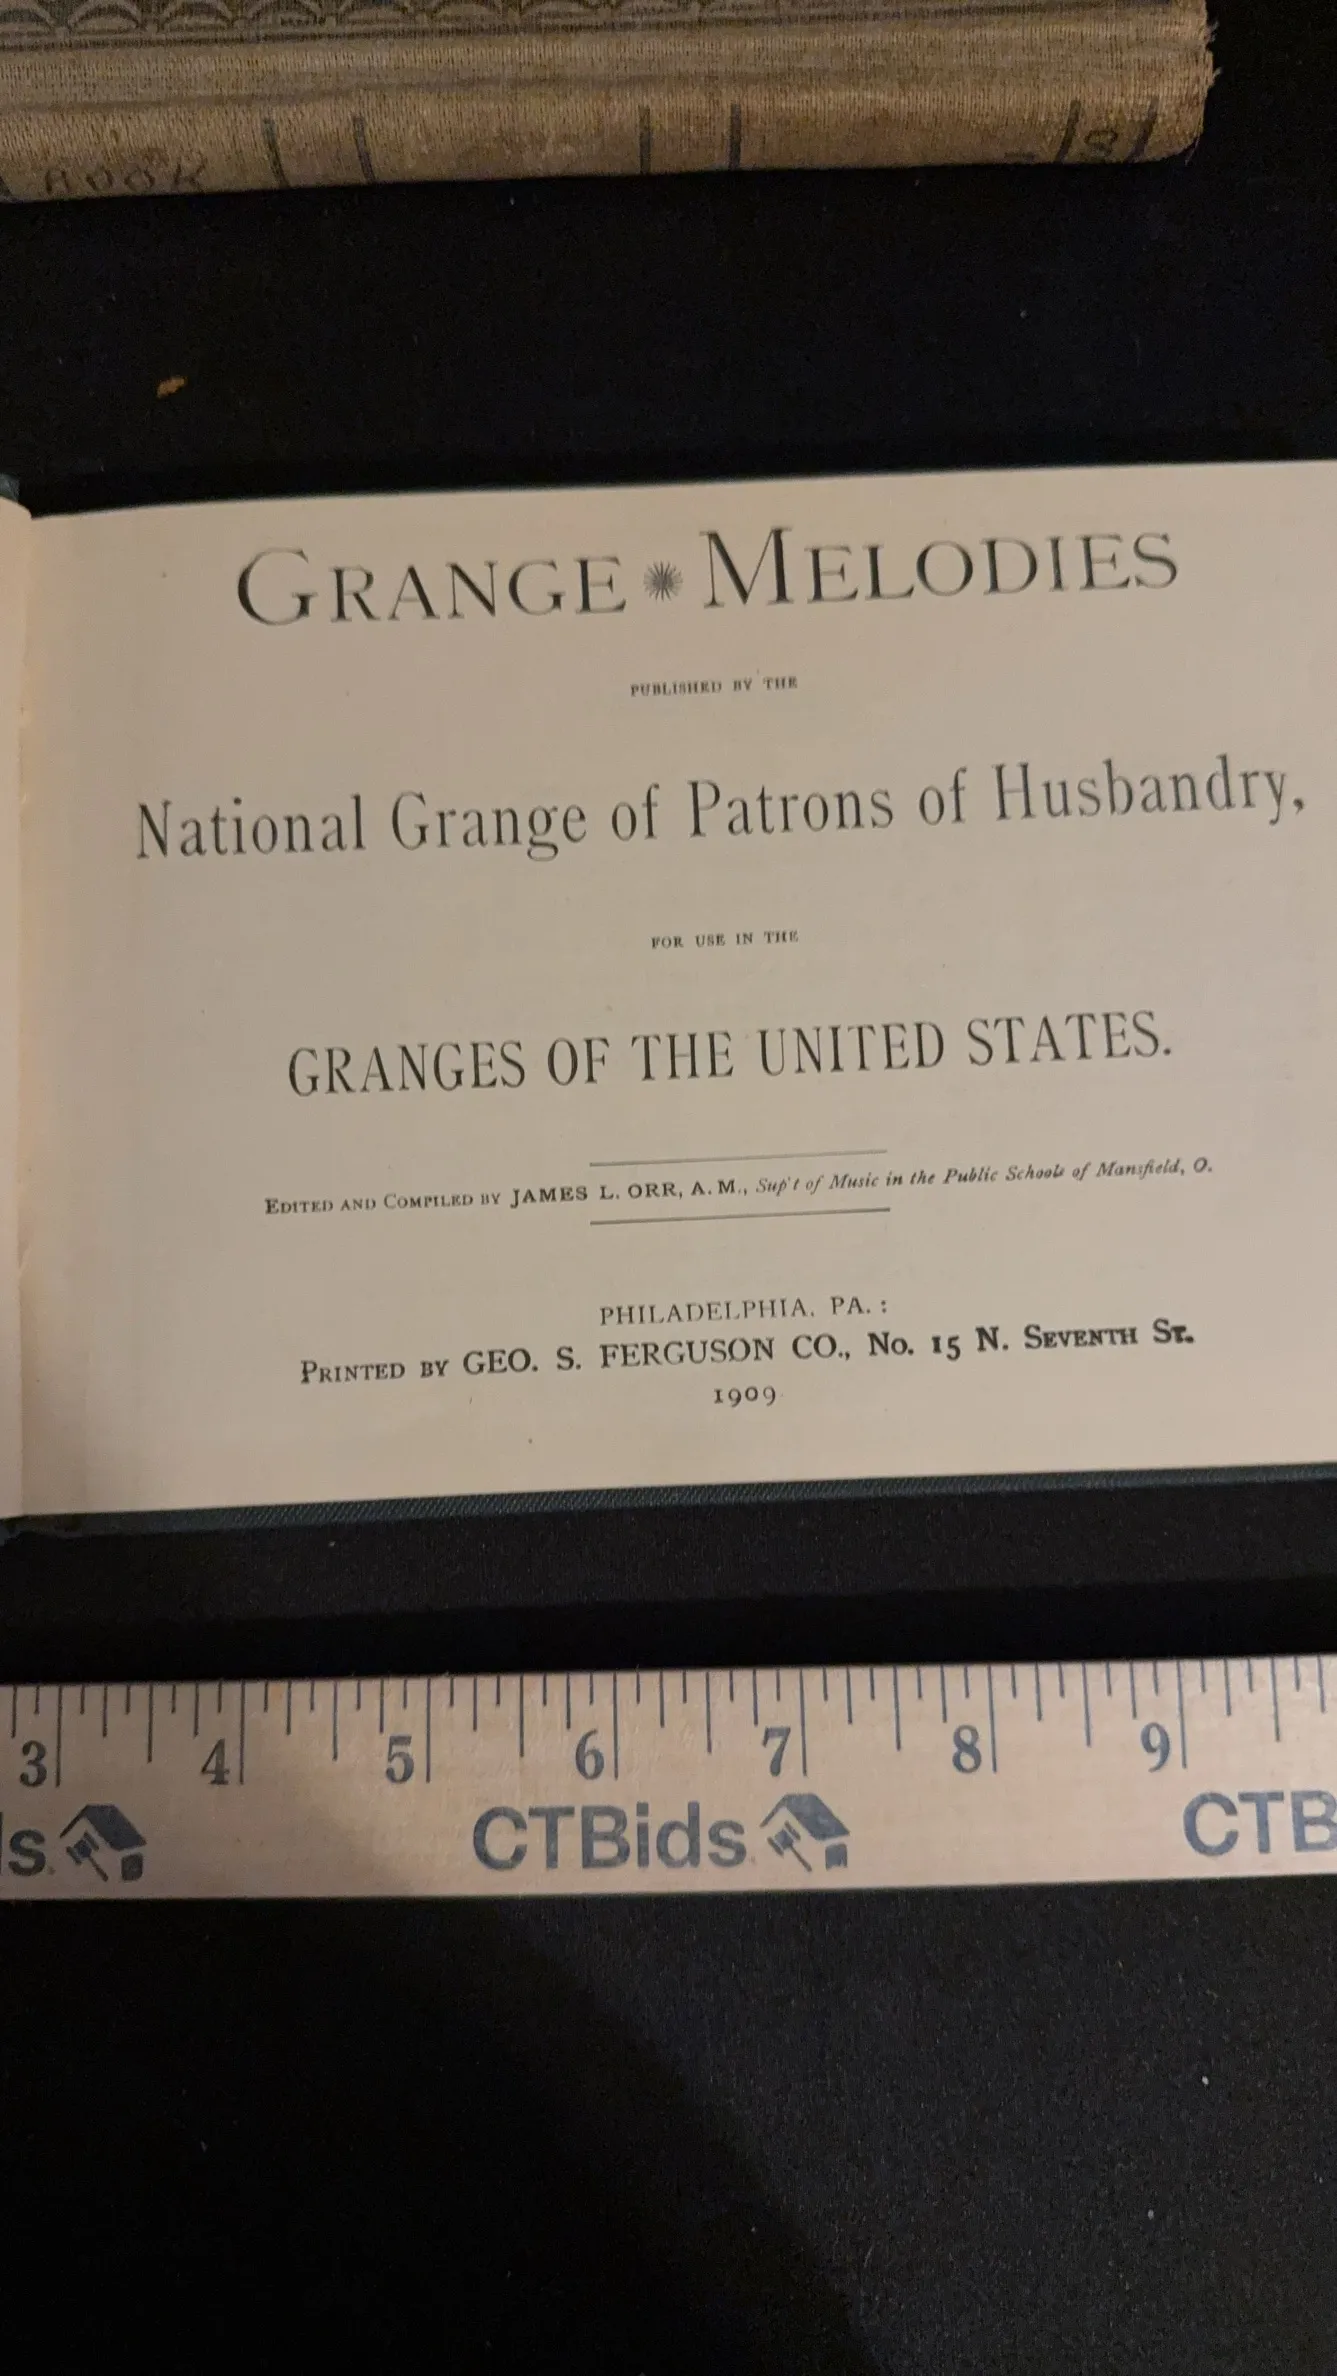 BOOK
GRANGE MELODIES
PUBLISHED BY THE
National Grange of Patrons of Husbandry,
FOR USE IN THE
GRANGES OF THE UNITED STATES.
EDITED AND COMPILED BY JAMES L. ORR, A. M., Sup't of Music in the Public Schools of Mansfield, O.
PHILADELPHIA, PA. :
PRINTED BY GEO. S. FERGUSON CO., No. 15 N. SEVENTH ST.
1909
3 4 5 6 7 8 9
ds CTBids CTB